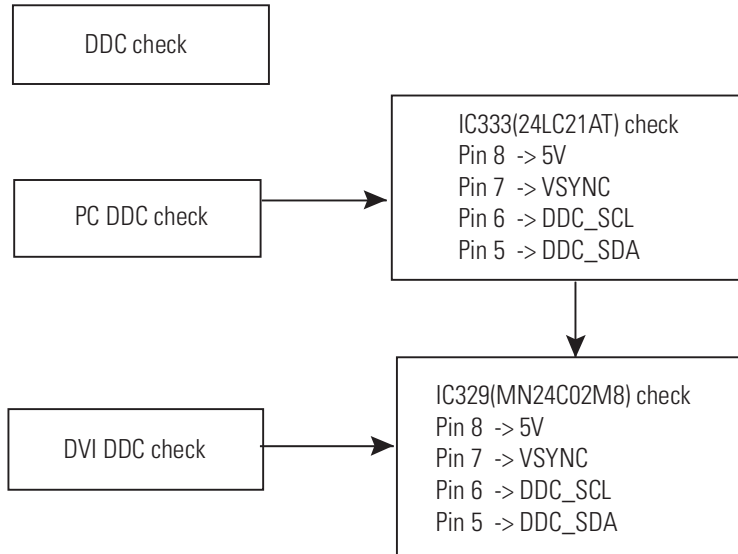 DDC check
IC333(24LC21AT) check
Pin 8 -> 5V
Pin 7 -> VSYNC
Pin 6 -> DDC_SCL
Pin 5 -> DDC_SDA
PC DDC check
IC329(MN24C02M8) check
Pin 8 -> 5V
Pin 7 -> VSYNC
Pin 6 -> DDC_SCL
Pin 5 -> DDC_SDA
DVI DDC check